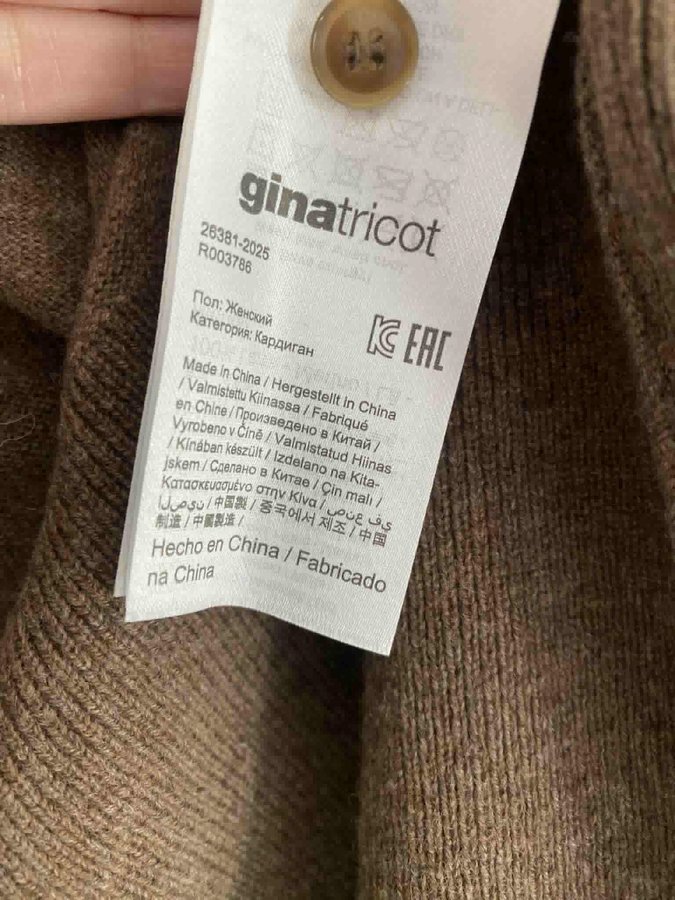 ginatricot
26381-2025
R003786
Пол: Женский
Категория: Кардиган
EAC
Made in China / Hergestellt in China
/ Valmistettu Kiinassa / Fabriqué
en Chine / Произведено в Китай /
Vyrobeno v Čině / Valmistatud Hiinas
/ Kínában készült / Izdelano na Kita-
jskem / Сделано в Китае / Çin malı /
Κατασκευασμένο στην Κίνα / صنع في
الصين / 中国製 / 중국에서 제조 / 中国
制造 / 中國製造 /
Hecho en China / Fabricado
na China